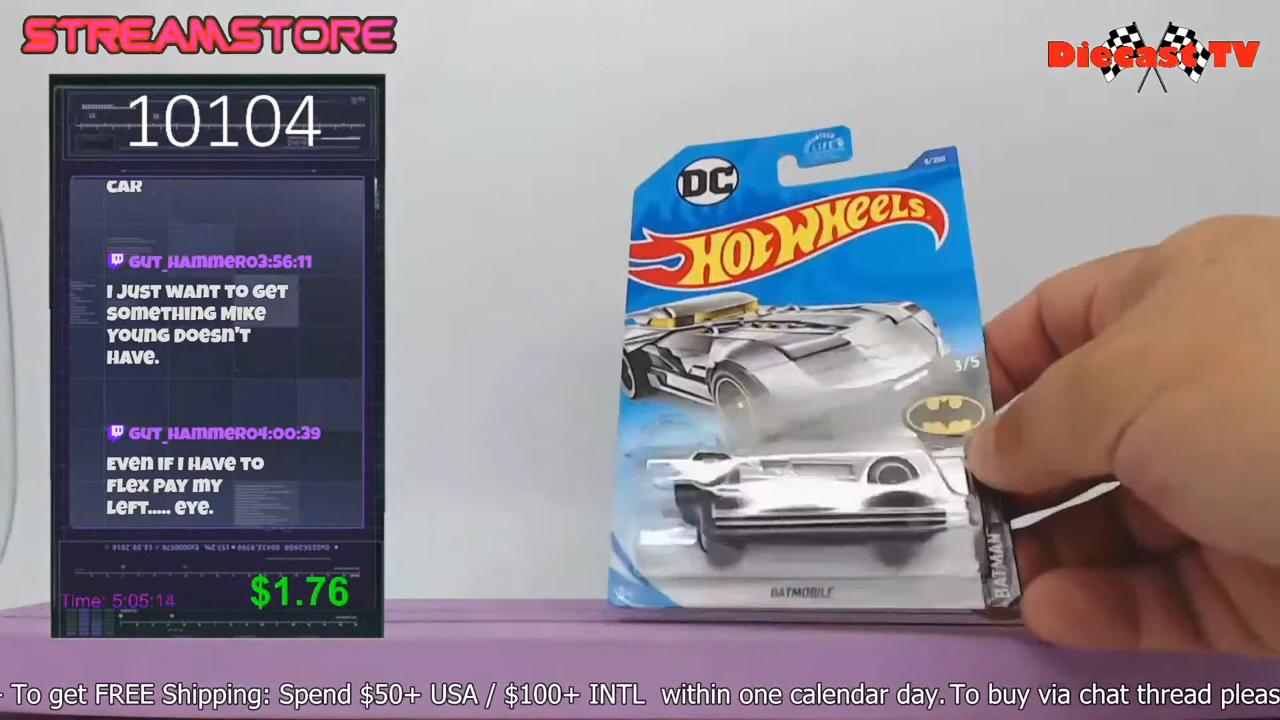 STREAMSTORE
Diecast TV
10104
CAR
GUT_HAMMER03:56:11
I JUST WANT TO GET
SOMETHING MIKE
YOUNG DOESN'T
HAVE.
GUT_HAMMER04:00:39
EVEN IF I HAVE TO
FLEX PAY MY
LEFT..... EYE.
Time: 5:05:14
$1.76
DC
HOT WHEELS
3/5
BATMOBILE
BATMAN
- To get FREE Shipping: Spend $50+ USA / $100+ INTL within one calendar day. To buy via chat thread pleas